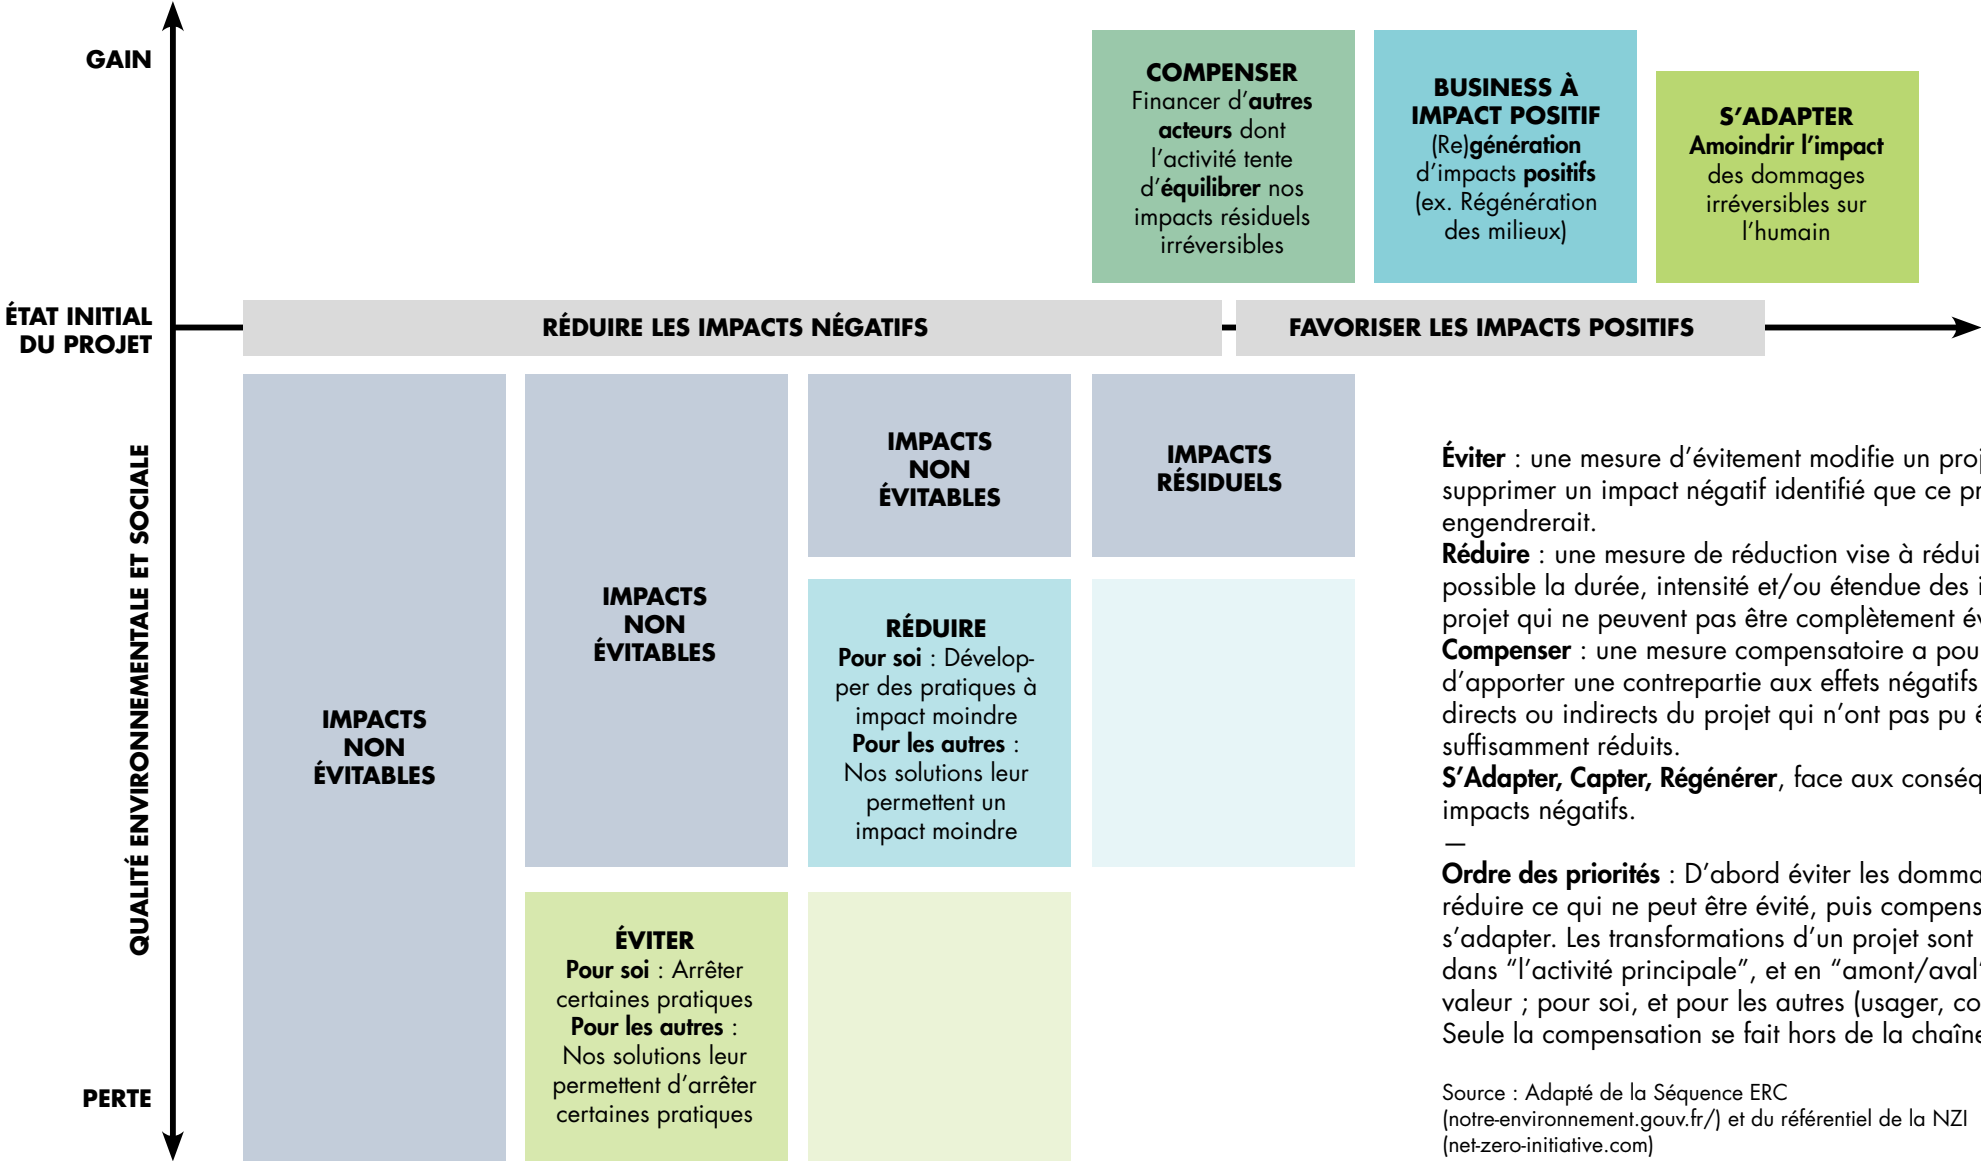 GAIN
COMPENSER
Financer d’autres
acteurs dont
l’activité tente
d’équilibrer nos
impacts résiduels
irréversibles
BUSINESS À
IMPACT POSITIF
(Re)génération
d’impacts positifs
(ex. Régénération
des milieux)
S’ADAPTER
Amoindrir l’impact
des dommages
irréversibles sur
l’humain
ÉTAT INITIAL
DU PROJET
RÉDUIRE LES IMPACTS NÉGATIFS
FAVORISER LES IMPACTS POSITIFS
QUALITÉ ENVIRONNEMENTALE ET SOCIALE
IMPACTS
NON
ÉVITABLES
IMPACTS
NON
ÉVITABLES
IMPACTS
NON
ÉVITABLES
IMPACTS
RÉSIDUELS
RÉDUIRE
Pour soi : Dévelop-
per des pratiques à
impact moindre
Pour les autres :
Nos solutions leur
permettent un
impact moindre
ÉVITER
Pour soi : Arrêter
certaines pratiques
Pour les autres :
Nos solutions leur
permettent d’arrêter
certaines pratiques
PERTE
Éviter : une mesure d’évitement modifie un
supprimer un impact négatif identifié que ce
engendrerait.
Réduire : une mesure de réduction vise à
possible la durée, intensité et/ou étendue des
projet qui ne peuvent pas être complètement
Compenser : une mesure compensatoire a
d’apporter une contrepartie aux effets négatifs
directs ou indirects du projet qui n’ont pas pu
suffisamment réduits.
S’Adapter, Capter, Régénérer, face aux
impacts négatifs.
—
Ordre des priorités : D’abord éviter les
réduire ce qui ne peut être évité, puis
s’adapter. Les transformations d’un projet sont
dans “l’activité principale”, et en “amont/aval
valeur ; pour soi, et pour les autres (usager,
Seule la compensation se fait hors de la
Source : Adapté de la Séquence ERC
(notre-environnement.gouv.fr/) et du référentiel de la NZI
(net-zero-initiative.com)